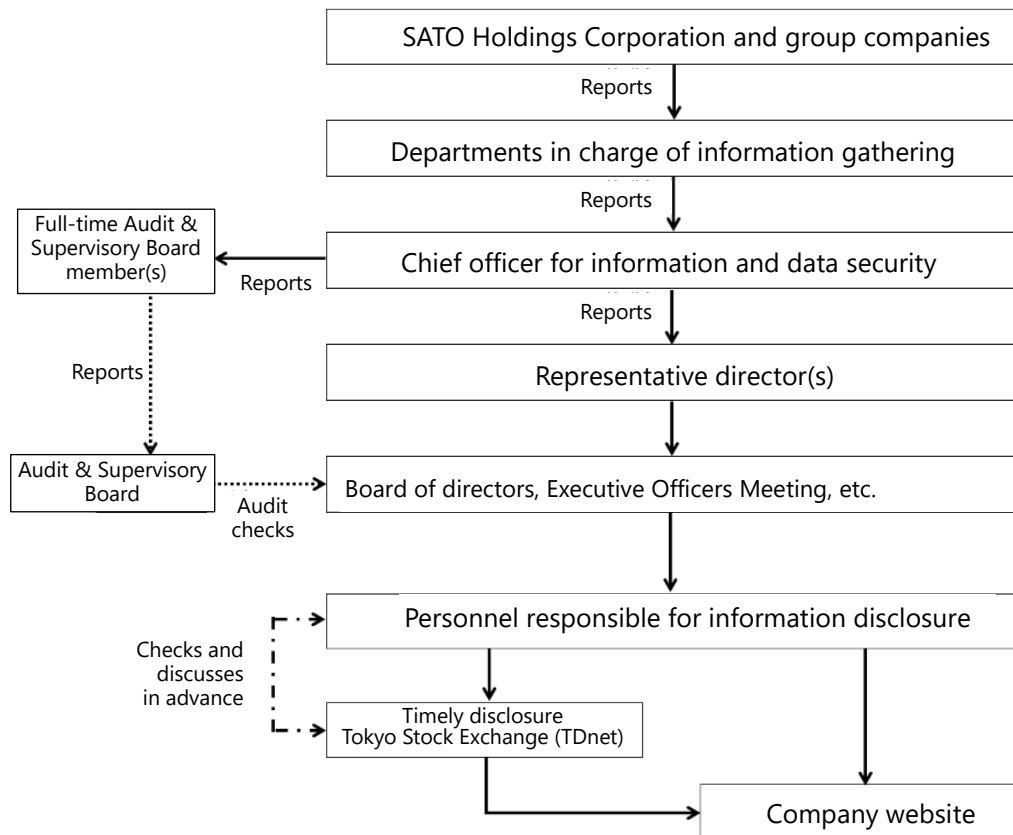 SATO Holdings Corporation and group companies
Reports
Departments in charge of information gathering
Reports
Full-time Audit &
Supervisory Board
member(s)
Chief officer for information and data security
Reports
Reports
Representative director(s)
Reports
Audit & Supervisory
Board
Board of directors, Executive Officers Meeting, etc.
Audit
checks
Personnel responsible for information disclosure
Checks and
discusses
in advance
Timely disclosure
Tokyo Stock Exchange (TDnet)
Company website